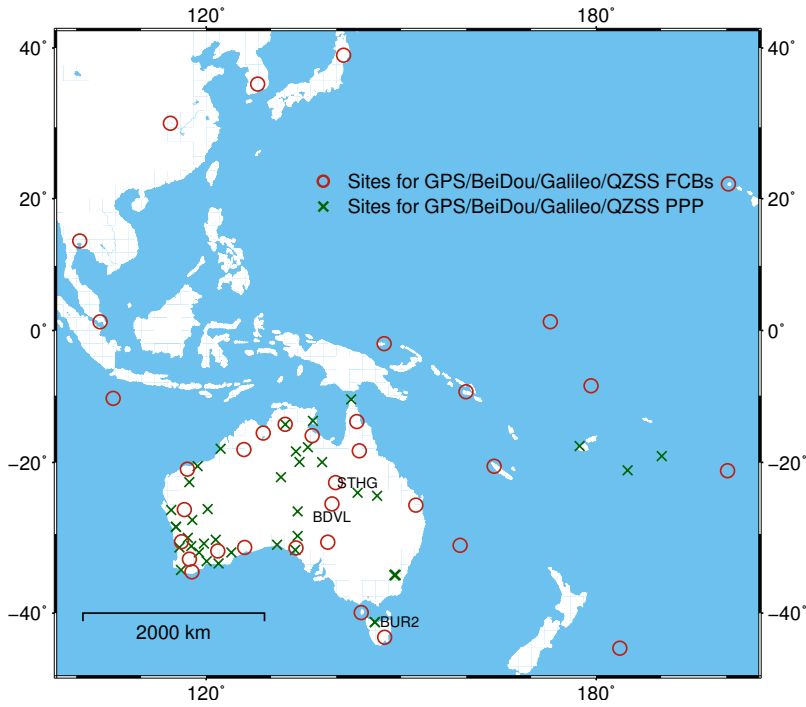 120° 180°
40° 40°
Sites for GPS/BeiDou/Galileo/QZSS FCBs
20° 20°
Sites for GPS/BeiDou/Galileo/QZSS PPP
0° 0°
−20° −20°
STHG
BDVL
−40° −40°
BUR2
2000 km
120° 180°